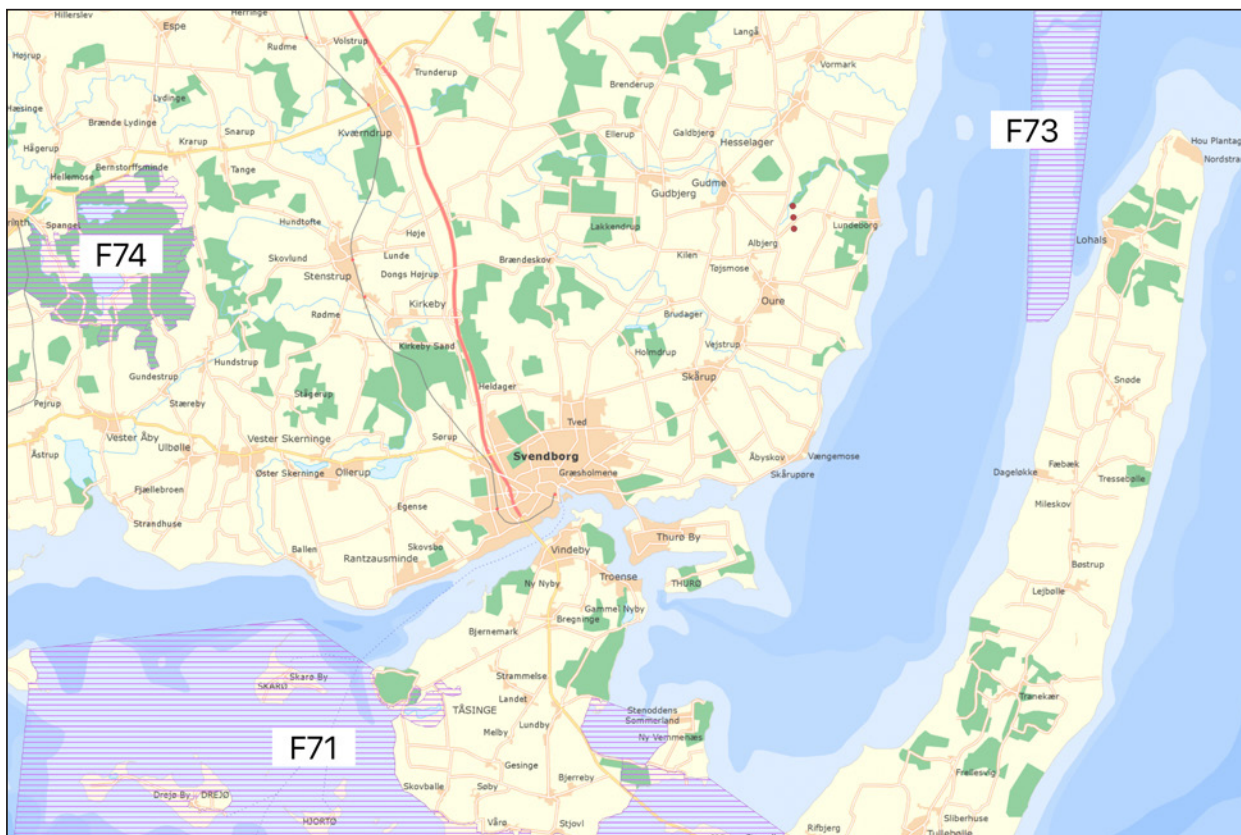 Hillerslev
Espe
Herringe
Rudme
Volstrup
Højrup
Trunderup
Langå
Vormark
Brenderup
Lydinge
Hæsinge
Brænde Lydinge
Snarup
Kværndrup
Ellerup
Galdbjerg
Hesselager
F73
Hou Plantag
Nordstra
Hågerup
Krarup
Bernstorffsminde
Tange
Hellemose
Gudbjerg
Gudme
Spanges
Hundtofte
Lakkendrup
Lundeborg
F74
Høje
Lohals
Skovlund
Lunde
Albjerg
Stenstrup
Dongs Højrup
Brændeskov
Kilen
Tøjsmose
Kirkeby
Oure
Rødme
Brudager
Kirkeby Sand
Vejstrup
Holmdrup
Hundstrup
Gundestrup
Skårup
Snøde
Heldager
Stågerup
Pejrup
Stæreby
Tved
Sørup
Vester Åby
Vester Skerninge
Ulbølle
Svendborg
Åstrup
Åbyskov
Vængemose
Øster Skerninge
Ollerup
Græsholmene
Skårupøre
Dageløkke
Fæbæk
Tressebølle
Fjællebroen
Egense
Mileskov
Strandhuse
Skovsbo
Thurø By
Ballen
Rantzausminde
Vindeby
Bøstrup
Troense
THURØ
Ny Nyby
Lejbølle
Gammel Nyby
Bjernemark
Bregninge
Skarø By
SKARØ
Strammelse
Tranekær
Landet
TÅSINGE
Stenoddens
Sommerland
Lundby
Melby
Ny Vemmenæs
F71
Gesinge
Bjerreby
Frellesvig
Skovballe
Søby
Drejø By
DREJØ
HJORTØ
Vårø
Stjovl
Sliberhuse
Rifbjerg
Tullebølle